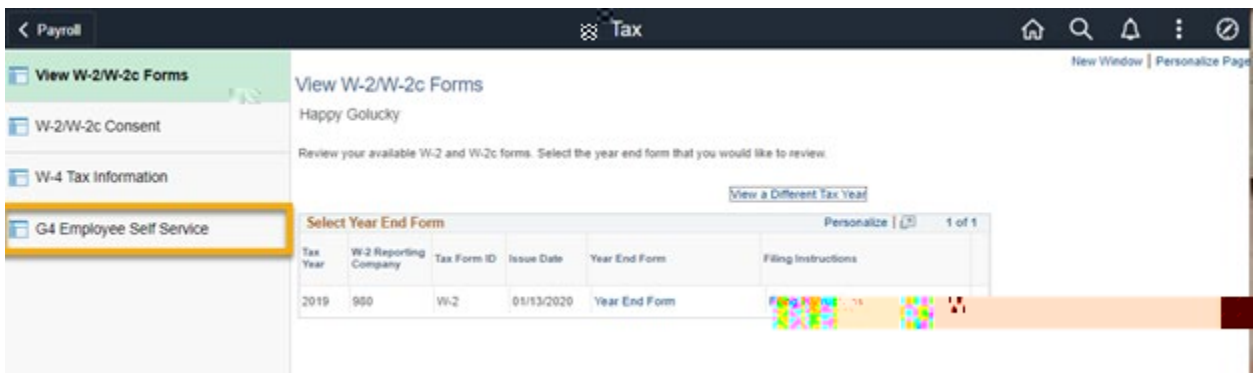 Payroll
Tax
New Window | Personalize Page
View W-2/W-2c Forms
W-2/W-2c Consent
W-4 Tax Information
G4 Employee Self Service
View W-2/W-2c Forms
Happy Golucky
Review your available W-2 and W-2c forms. Select the year end form that you would like to review.
View a Different Tax Year
Select Year End Form Personalize | 1 of 1
Tax Year W-2 Reporting Company Tax Form ID Issue Date Year End Form Filing Instructions
2019 980 W-2 01/13/2020 Year End Form